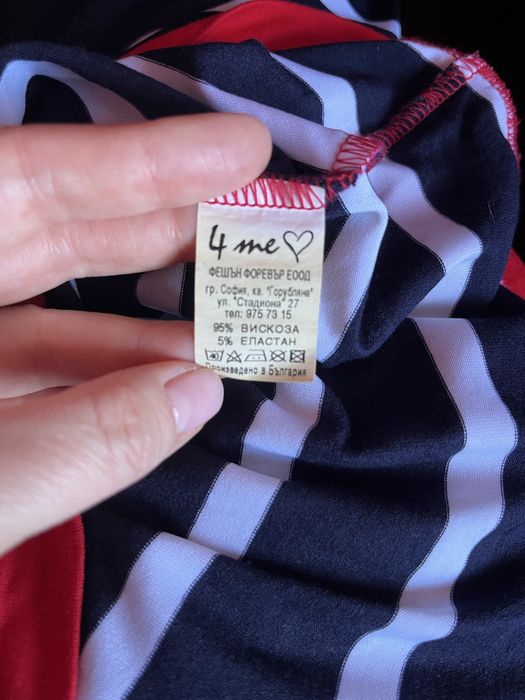 4 me
ФЕШЪН ФОРЕВЪР ЕООД
гр. София, кв. "Горубляне"
ул. "Стадиона" 27
тел: 975 73 15
95% ВИСКОЗА
5% ЕЛАСТАН
Произведено в България